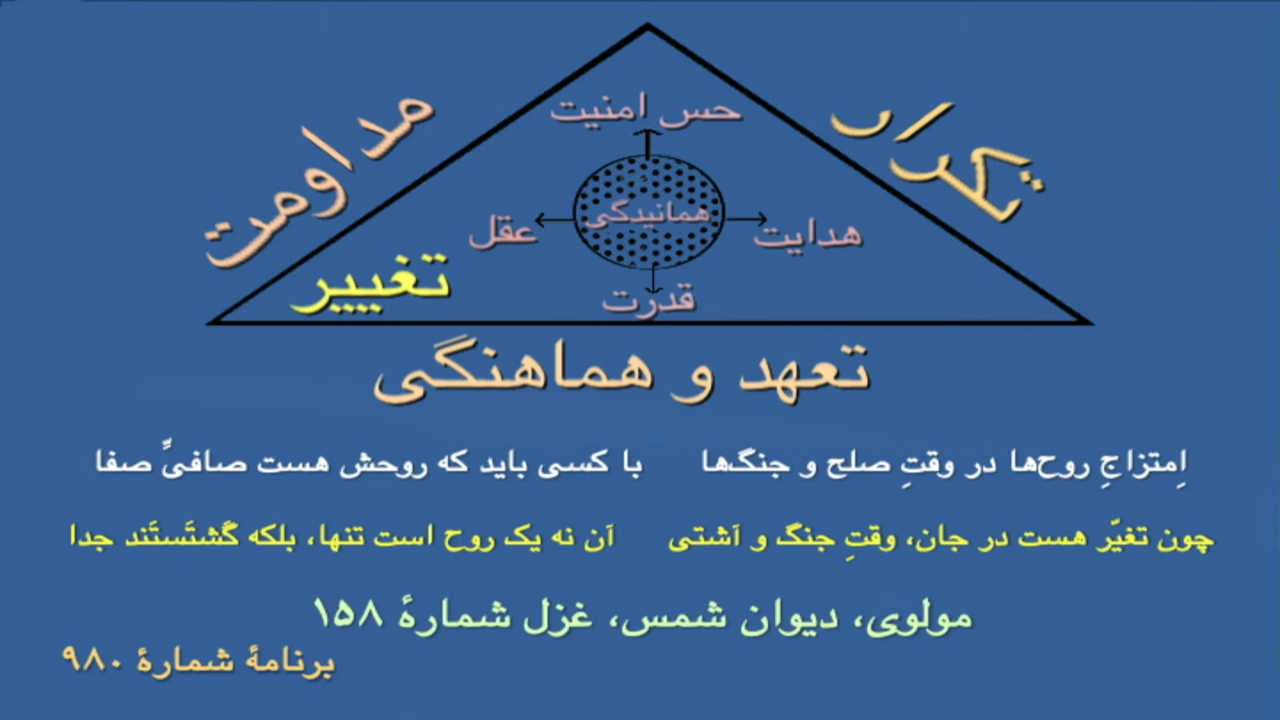 تکرار
مداومت
حس امنیت
همانیدگی
هدایت
عقل
قدرت
تغییر
تعهد و هماهنگی
اِمتزاجِ روح‌ها در وقتِ صلح و جنگ‌ها با کسی باید که روحش هست صافیِّ صفا
چون تغیّر هست در جان، وقتِ جنگ و آشتی آن نه یک روح است تنها، بلکه گَشتَستَند جدا
مولوی، دیوان شمس، غزل شمارهٔ ۱۵۸
برنامهٔ شمارهٔ ۹۸۰